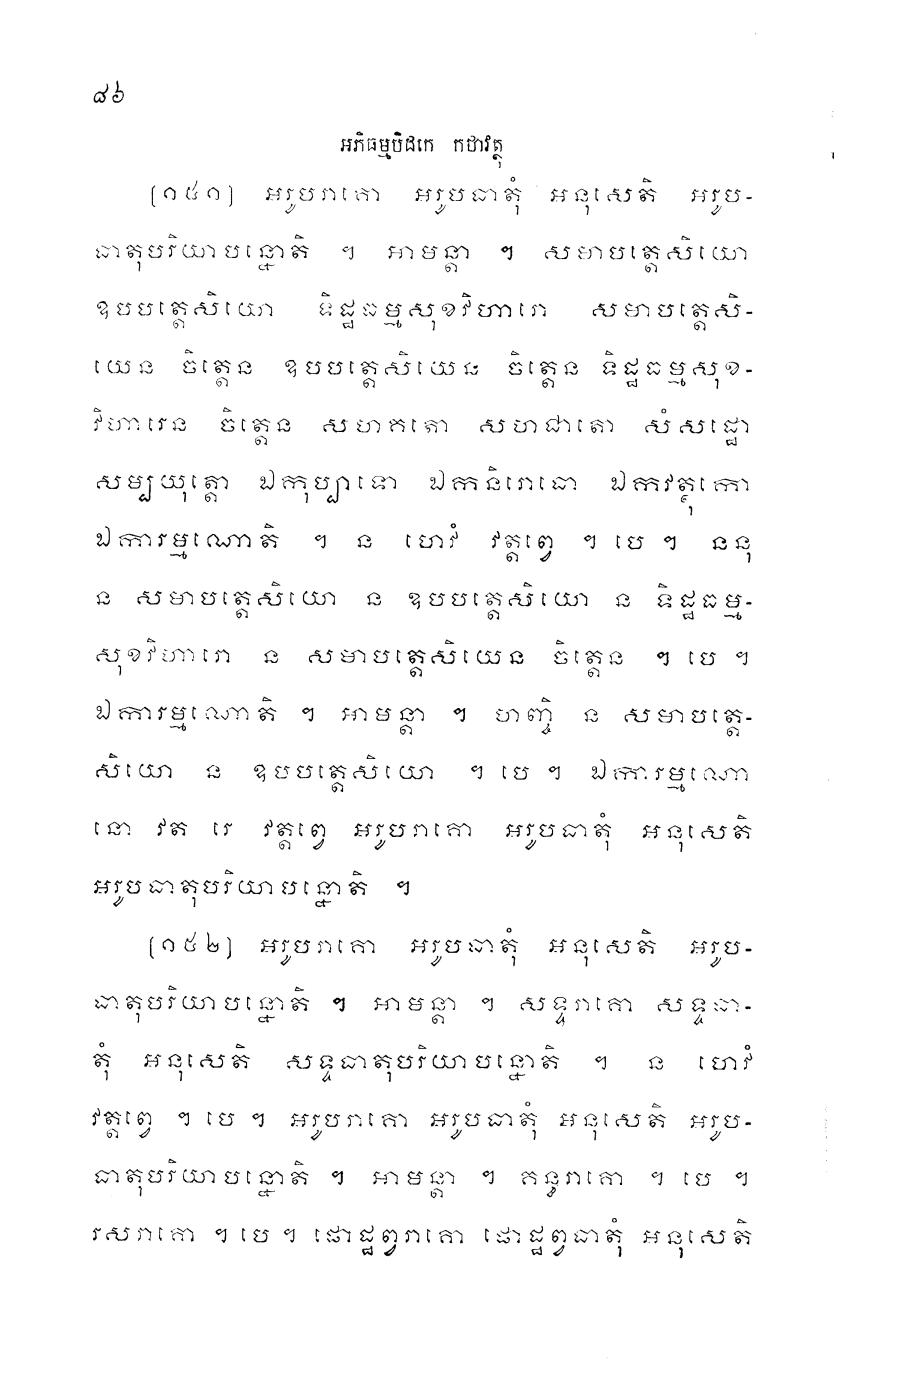 ៨៦
អភិធម្មបិដកេ កថាវត្ថុ
[១៥១] អរូបរាគោ អរូបធាតុំ អនុសេតិ អរូប-
ធាតុបរិយាបន្នោតិ ។ អាមន្តា ។ សមាបត្តេសិយោ
ឧបបត្តេសិយោ ទិដ្ឋធម្មសុខវិហារោ សមាបត្តេសិ-
យេន ចិត្តេន ឧបបត្តេសិយេន ចិត្តេន ទិដ្ឋធម្មសុខ-
វិហារេន ចិត្តេន សហគតោ សហជាតោ សំសដ្ឋោ
សម្បយុត្តោ ឯកុប្បាទោ ឯកនិរោធោ ឯកវត្ថុកោ
ឯការម្មណោតិ ។ ន ហេវំ វត្តព្វេ ។ បេ ។ ននុ
ន សមាបត្តេសិយោ ន ឧបបត្តេសិយោ ន ទិដ្ឋធម្ម-
សុខវិហារោ ន សមាបត្តេសិយេន ចិត្តេន ។ បេ ។
ឯការម្មណោតិ ។ អាមន្តា ។ ហញ្ចិ ន សមាបត្តេ-
សិយោ ន ឧបបត្តេសិយោ ។ បេ ។ ឯការម្មណោ
នោ វត រេ វត្តព្វេ អរូបរាគោ អរូបធាតុំ អនុសេតិ
អរូបធាតុបរិយាបន្នោតិ ។
[១៥២] អរូបរាគោ អរូបធាតុំ អនុសេតិ អរូប-
ធាតុបរិយាបន្នោតិ ។ អាមន្តា ។ សទ្ទរាគោ សទ្ទធា-
តុំ អនុសេតិ សទ្ទធាតុបរិយាបន្នោតិ ។ ន ហេវំ
វត្តព្វេ ។ បេ ។ អរូបរាគោ អរូបធាតុំ អនុសេតិ អរូប-
ធាតុបរិយាបន្នោតិ ។ អាមន្តា ។ គន្ធរាគោ ។ បេ ។
រសរាគោ ។ បេ ។ ផោដ្ឋព្វរាគោ ផោដ្ឋព្វធាតុំ អនុសេតិ